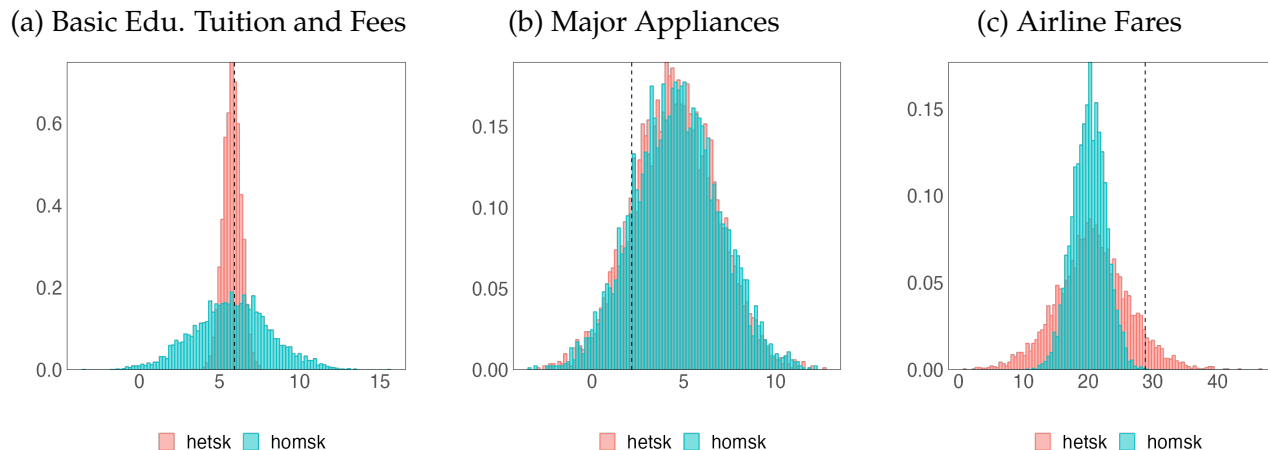 (a) Basic Edu. Tuition and Fees
0.6
0.4
0.2
0.0
0 5 10 15
hetsk homsk
(b) Major Appliances
0.15
0.10
0.05
0.00
0 5 10
hetsk homsk
(c) Airline Fares
0.15
0.10
0.05
0.00
0 10 20 30 40
hetsk homsk